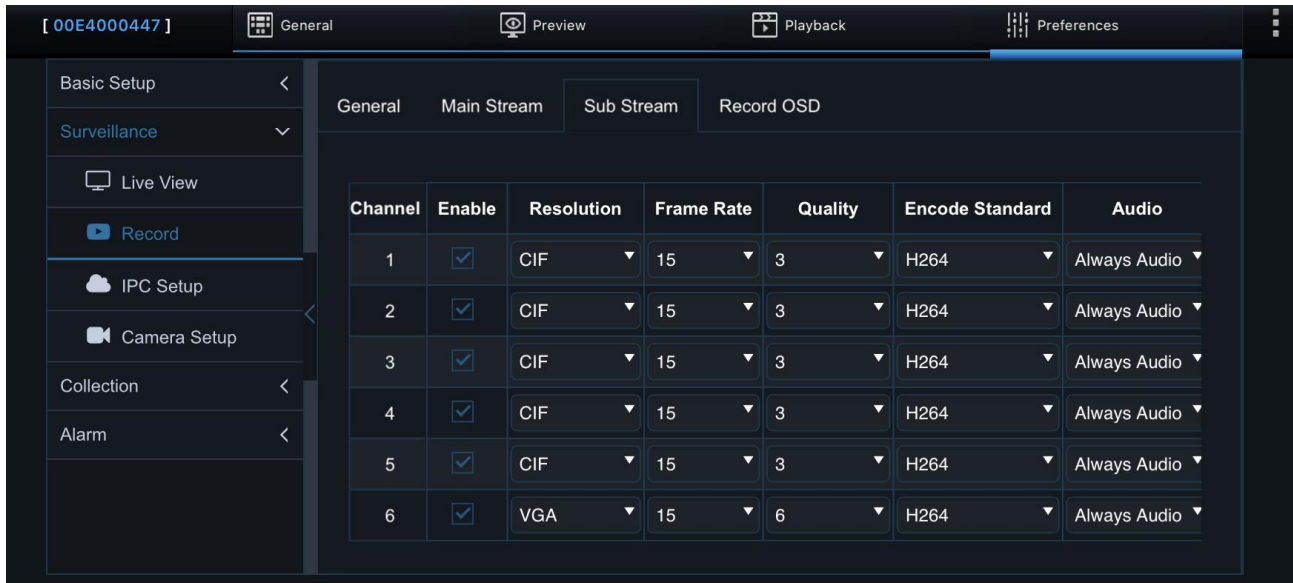 [ 00E4000447 ] General Preview Playback Preferences
Basic Setup
Surveillance
Live View
Record
IPC Setup
Camera Setup
Collection
Alarm
General Main Stream Sub Stream Record OSD
Channel Enable Resolution Frame Rate Quality Encode Standard Audio
1 CIF 15 3 H264 Always Audio
2 CIF 15 3 H264 Always Audio
3 CIF 15 3 H264 Always Audio
4 CIF 15 3 H264 Always Audio
5 CIF 15 3 H264 Always Audio
6 VGA 15 6 H264 Always Audio